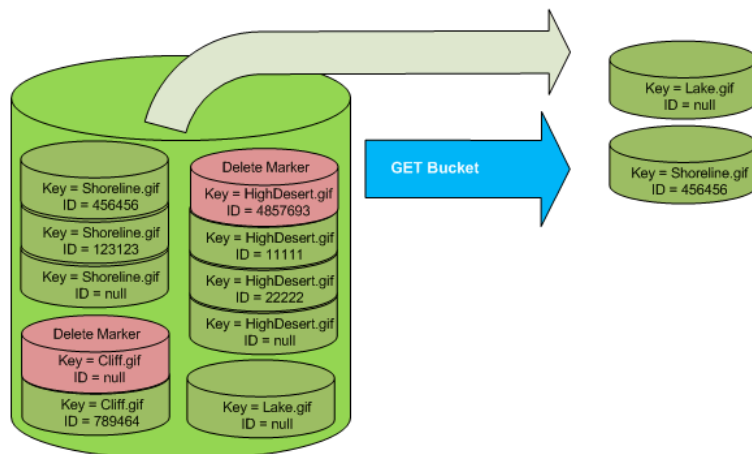 Key = Shoreline.gif
ID = 456456
Key = Shoreline.gif
ID = 123123
Key = Shoreline.gif
ID = null
Delete Marker
Key = Cliff.gif
ID = null
Key = Cliff.gif
ID = 789464
Delete Marker
Key = HighDesert.gif
ID = 4857693
Key = HighDesert.gif
ID = 11111
Key = HighDesert.gif
ID = 22222
Key = HighDesert.gif
ID = null
Key = Lake.gif
ID = null
GET Bucket
Key = Lake.gif
ID = null
Key = Shoreline.gif
ID = 456456